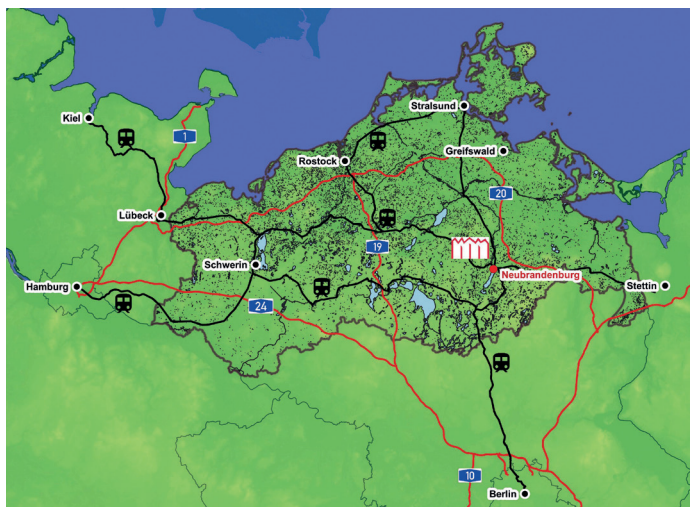 Stralsund
Kiel
1
Greifswald
Rostock
20
Lübeck
19
Schwerin
Neubrandenburg
Hamburg
Stettin
24
10
Berlin